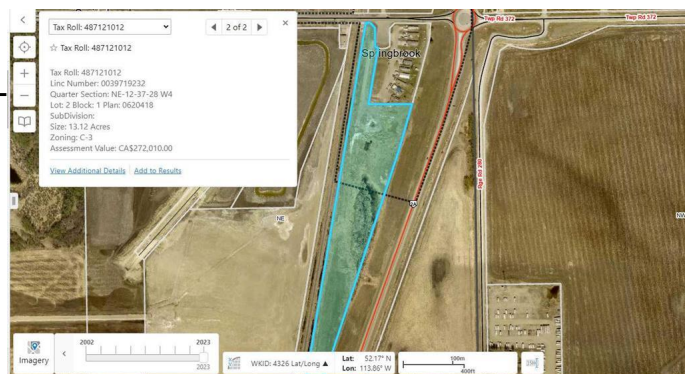 Tax Roll: 487121012
2 of 2
Tax Roll: 487121012
Tax Roll: 487121012
Linc Number: 0039719232
Quarter Section: NE-12-37-28 W4
Lot: 2 Block: 1 Plan: 0620418
SubDivision:
Size: 13.12 Acres
Zoning: C-3
Assessment Value: CA$272,010.00
View Additional Details
Add to Results
Twp Rd 372
Twp Rd 372
Springbrook
2A
NE
NW
Imagery
2002
2023
2023
WKID: 4326 Lat/Long
Lat: 52.17° N
Lon: 113.86° W
100m
400ft